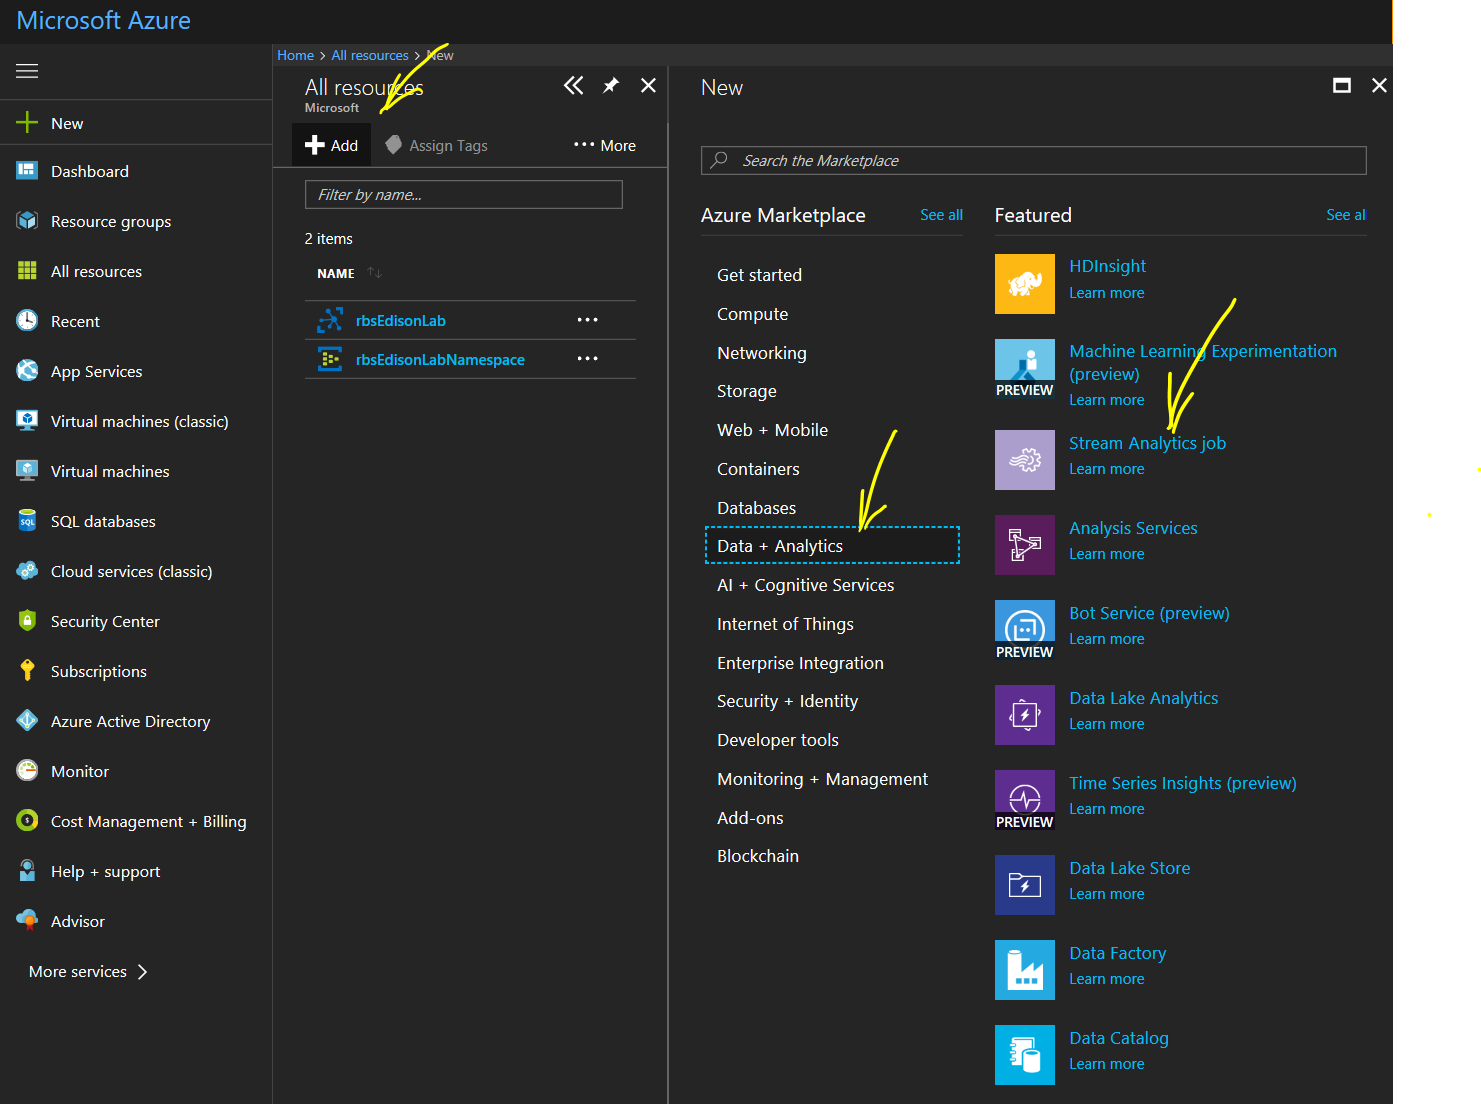 Microsoft Azure
Home > All resources > New
New
Dashboard
Resource groups
All resources
Recent
App Services
Virtual machines (classic)
Virtual machines
SQL databases
Cloud services (classic)
Security Center
Subscriptions
Azure Active Directory
Monitor
Cost Management + Billing
Help + support
Advisor
More services
All resources
Microsoft
Add
Assign Tags
More
Filter by name...
2 items
NAME
rbsEdisonLab
rbsEdisonLabNamespace
New
Search the Marketplace
Azure Marketplace
See all
Get started
Compute
Networking
Storage
Web + Mobile
Containers
Databases
Data + Analytics
AI + Cognitive Services
Internet of Things
Enterprise Integration
Security + Identity
Developer tools
Monitoring + Management
Add-ons
Blockchain
Featured
See all
HDInsight
Learn more
PREVIEW
Machine Learning Experimentation
(preview)
Learn more
Stream Analytics job
Learn more
Analysis Services
Learn more
PREVIEW
Bot Service (preview)
Learn more
Data Lake Analytics
Learn more
PREVIEW
Time Series Insights (preview)
Learn more
Data Lake Store
Learn more
Data Factory
Learn more
Data Catalog
Learn more